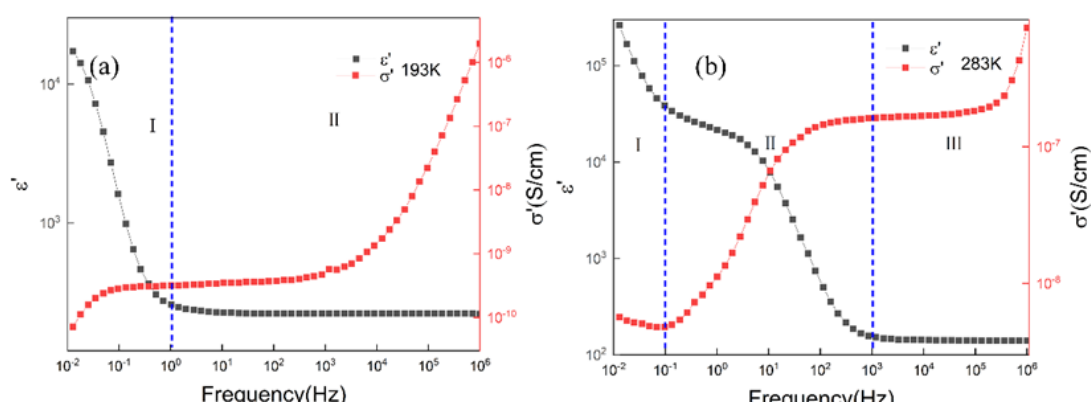 (a)
ε'
σ' 193K
I
II
10⁴
10³
ε'
10⁻⁶
10⁻⁷
10⁻⁸
10⁻⁹
10⁻¹⁰
σ'(S/cm)
10⁻² 10⁻¹ 10⁰ 10¹ 10² 10³ 10⁴ 10⁵ 10⁶
Frequency(Hz)
(b)
ε'
σ' 283K
I
II
III
10⁵
10⁴
10³
10²
ε'
10⁻⁷
10⁻⁸
σ'(S/cm)
10⁻² 10⁻¹ 10⁰ 10¹ 10² 10³ 10⁴ 10⁵ 10⁶
Frequency(Hz)